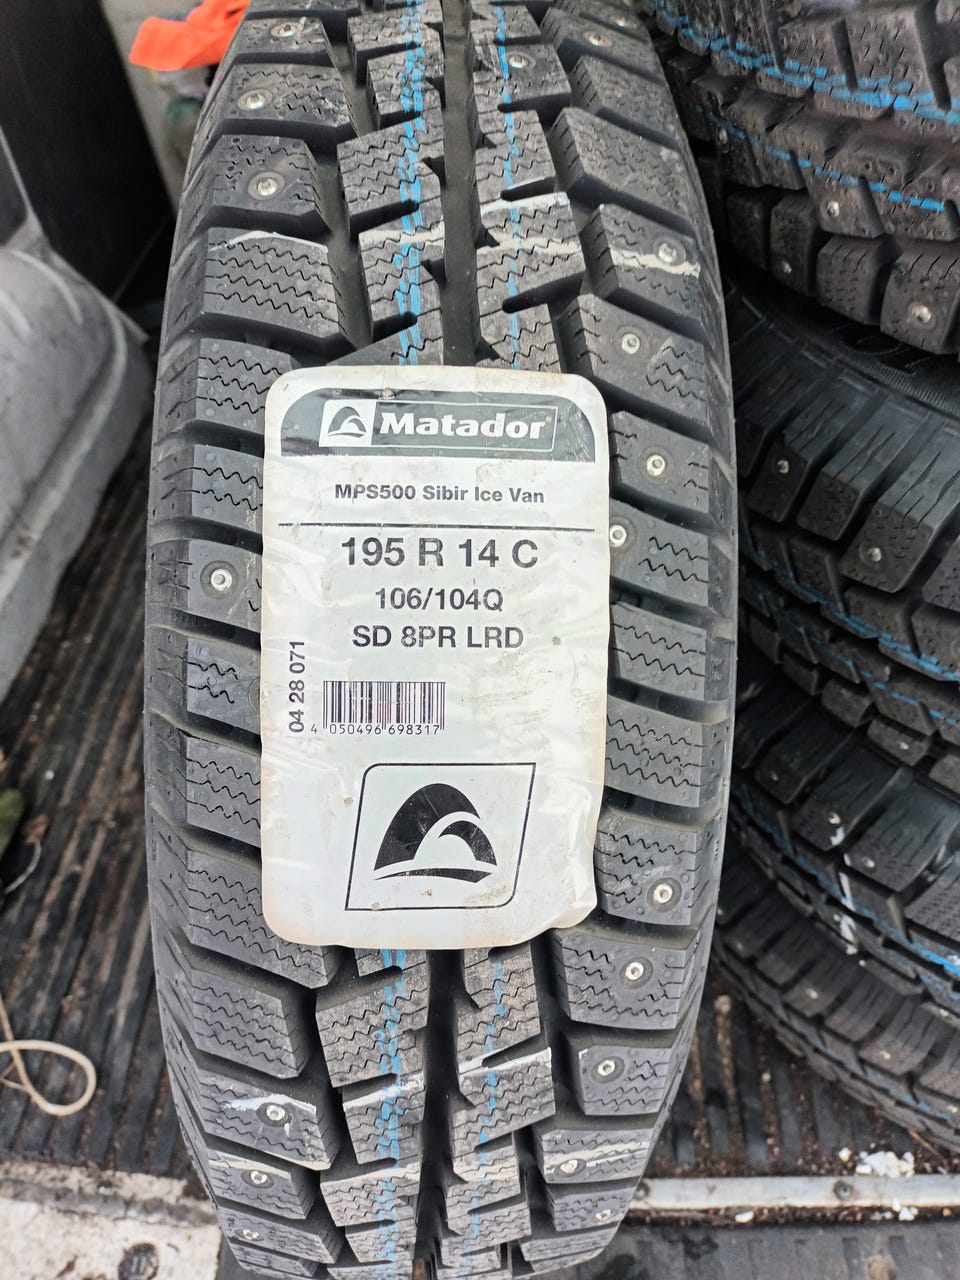 Matador
MPS500 Sibir Ice Van
195 R 14 C
106/104Q
SD 8PR LRD
04 28 071
4 050496 698317